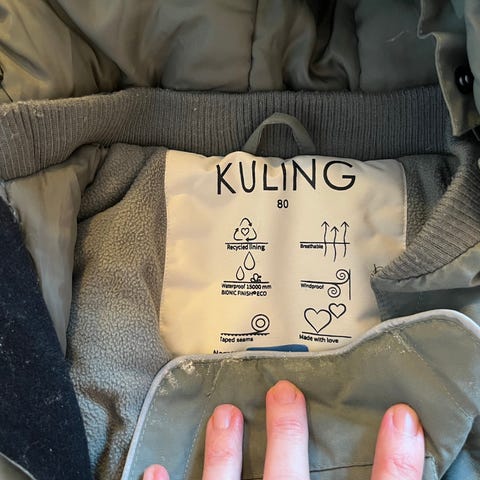 KULING
80
Recycled lining
Breathable
Waterproof 15000 mm
BIONIC FINISH®ECO
Windproof
Taped seams
Made with love